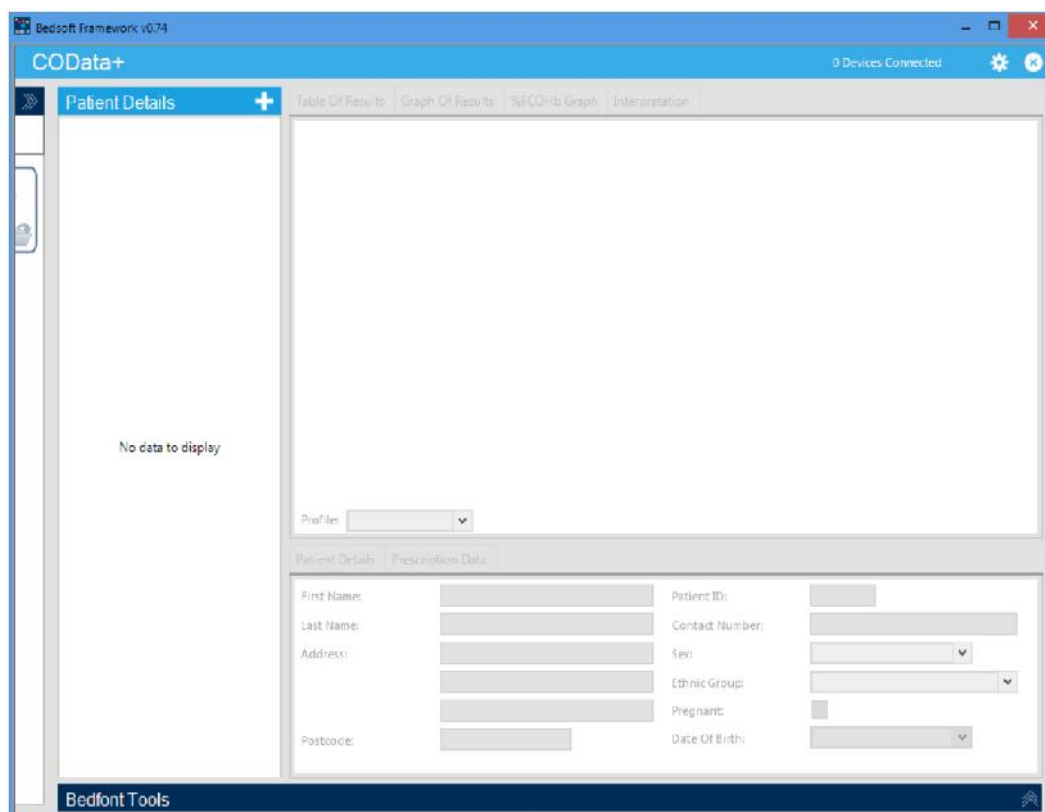 Bedsoft Framework v0.74
COData+
0 Devices Connected
Patient Details
Table Of Results Graph Of Results %FCOHb Graph Interpretation
No data to display
Profile:
Patient Details Prescription Data
First Name: Patient ID:
Last Name: Contact Number:
Address: Sex:
Ethnic Group:
Pregnant:
Postcode: Date Of Birth:
Bedfont Tools